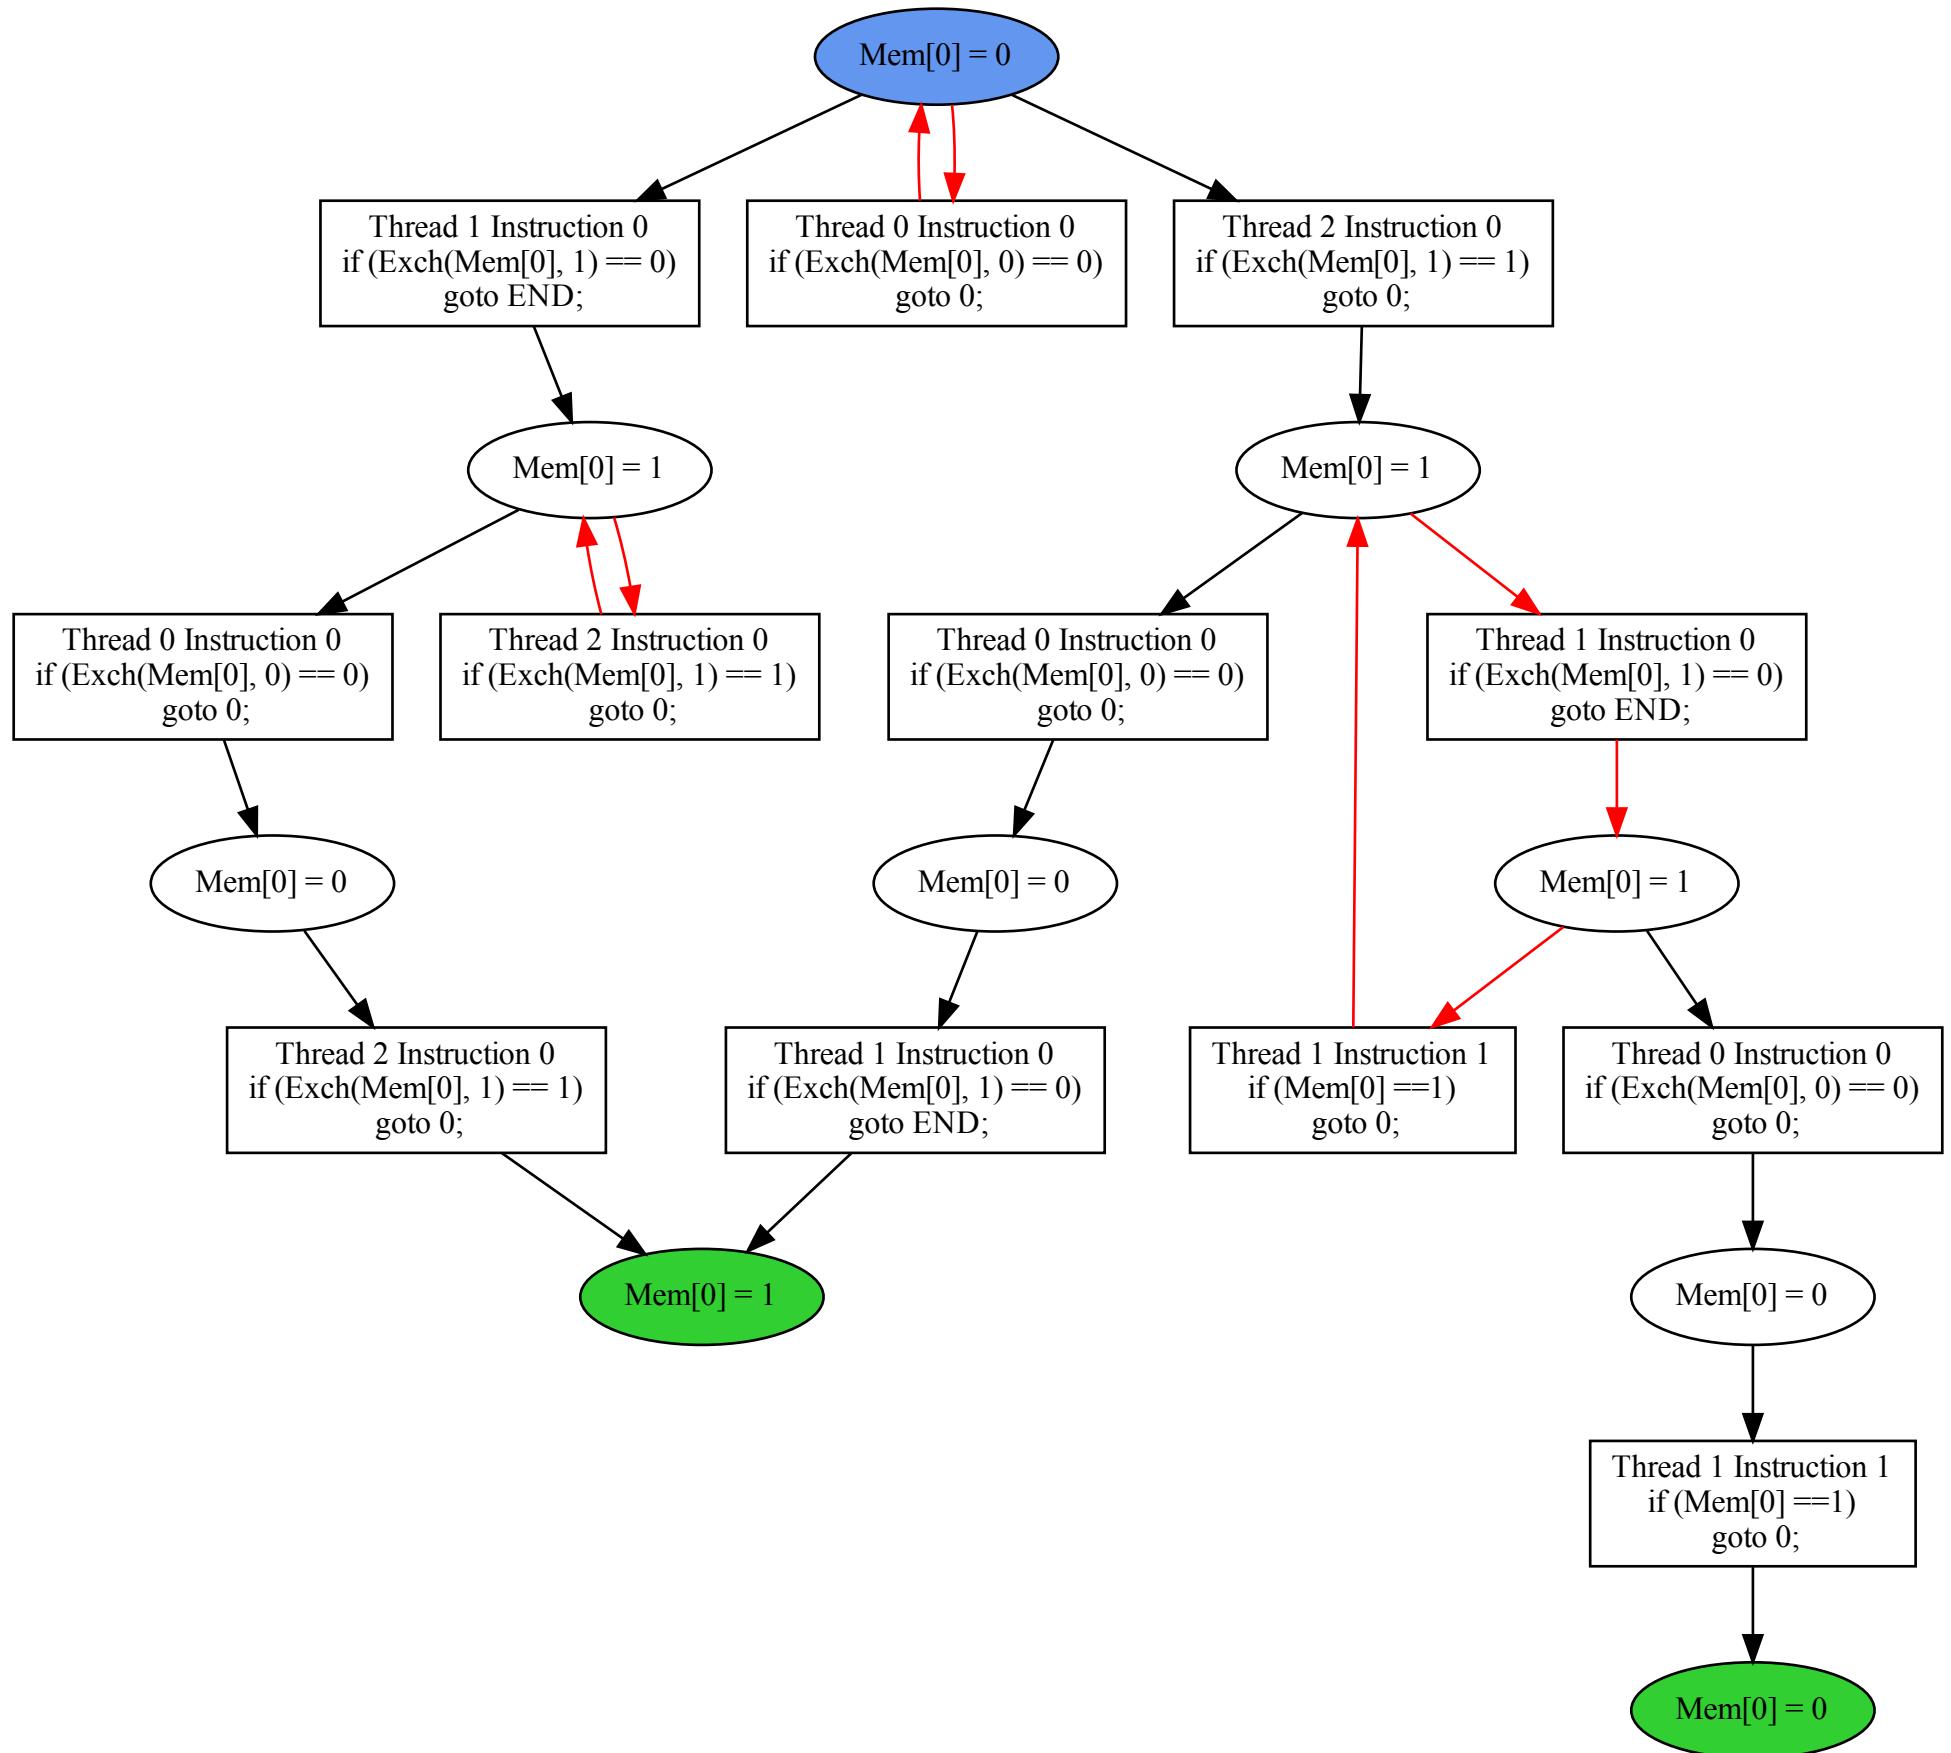 Mem[0] = 0
Thread 1 Instruction 0
if (Exch(Mem[0], 1) == 0)
goto END;
Thread 0 Instruction 0
if (Exch(Mem[0], 0) == 0)
goto 0;
Thread 2 Instruction 0
if (Exch(Mem[0], 1) == 1)
goto 0;
Mem[0] = 1
Mem[0] = 1
Thread 0 Instruction 0
if (Exch(Mem[0], 0) == 0)
goto 0;
Thread 2 Instruction 0
if (Exch(Mem[0], 1) == 1)
goto 0;
Thread 0 Instruction 0
if (Exch(Mem[0], 0) == 0)
goto 0;
Thread 1 Instruction 0
if (Exch(Mem[0], 1) == 0)
goto END;
Mem[0] = 0
Mem[0] = 0
Mem[0] = 1
Thread 2 Instruction 0
if (Exch(Mem[0], 1) == 1)
goto 0;
Thread 1 Instruction 0
if (Exch(Mem[0], 1) == 0)
goto END;
Thread 1 Instruction 1
if (Mem[0] ==1)
goto 0;
Thread 0 Instruction 0
if (Exch(Mem[0], 0) == 0)
goto 0;
Mem[0] = 1
Mem[0] = 0
Thread 1 Instruction 1
if (Mem[0] ==1)
goto 0;
Mem[0] = 0